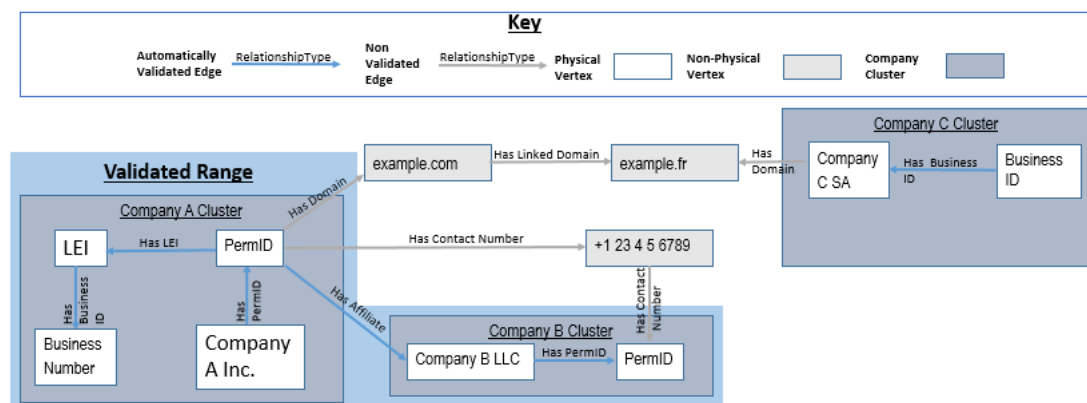 Key
Automatically
Validated Edge
RelationshipType
Non
Validated
Edge
RelationshipType
Physical
Vertex
Non-Physical
Vertex
Company
Cluster
Validated Range
Company A Cluster
LEI
Has LEI
PermID
Has
Business
ID
Has
PermID
Business
Number
Company
A Inc.
Has Domain
example.com
Has Linked Domain
example.fr
Has
Domain
Company C Cluster
Company
C SA
Has Business
ID
Business
ID
Has Contact Number
+1 23 4 5 6789
Has Contact
Number
Has Affiliate
Company B Cluster
Company B LLC
Has PermID
PermID